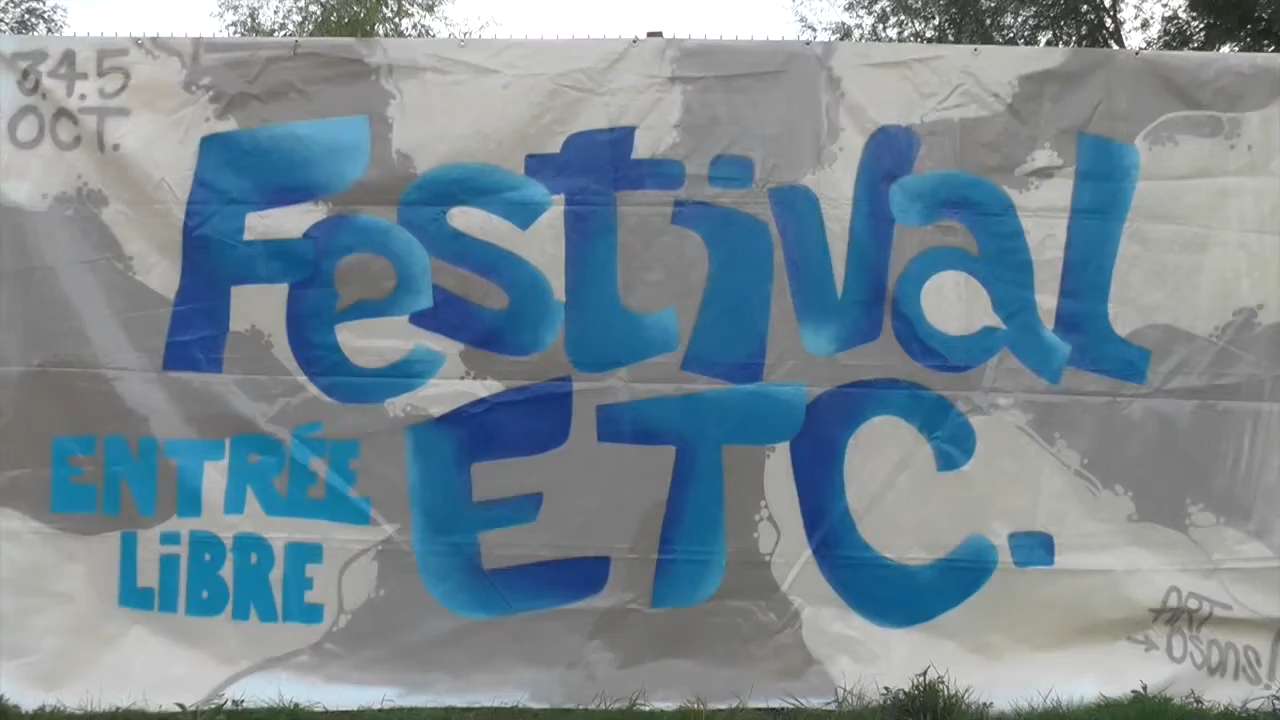 3.4.5
OCT.
Festival
ETC.
ENTRÉE
LiBRE
ART
Osons!